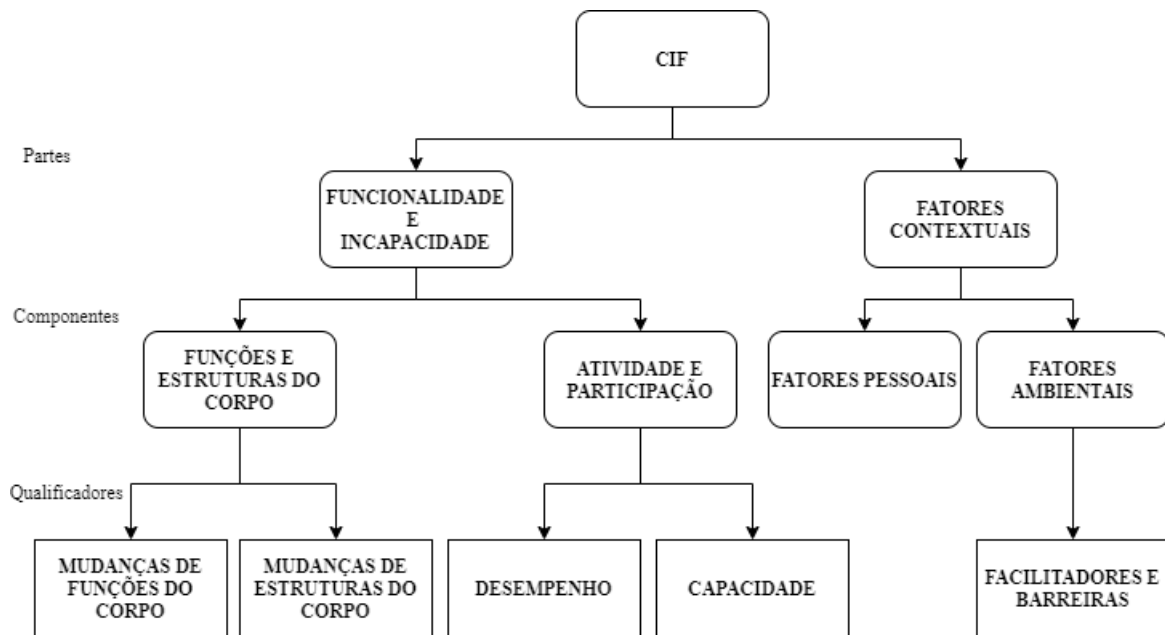 CIF
Partes
FUNCIONALIDADE
E
INCAPACIDADE
FATORES
CONTEXTUAIS
Componentes
FUNÇÕES E
ESTRUTURAS DO
CORPO
ATIVIDADE E
PARTICIPAÇÃO
FATORES PESSOAIS
FATORES
AMBIENTAIS
Qualificadores
MUDANÇAS DE
FUNÇÕES DO
CORPO
MUDANÇAS DE
ESTRUTURAS DO
CORPO
DESEMPENHO
CAPACIDADE
FACILITADORES E
BARREIRAS